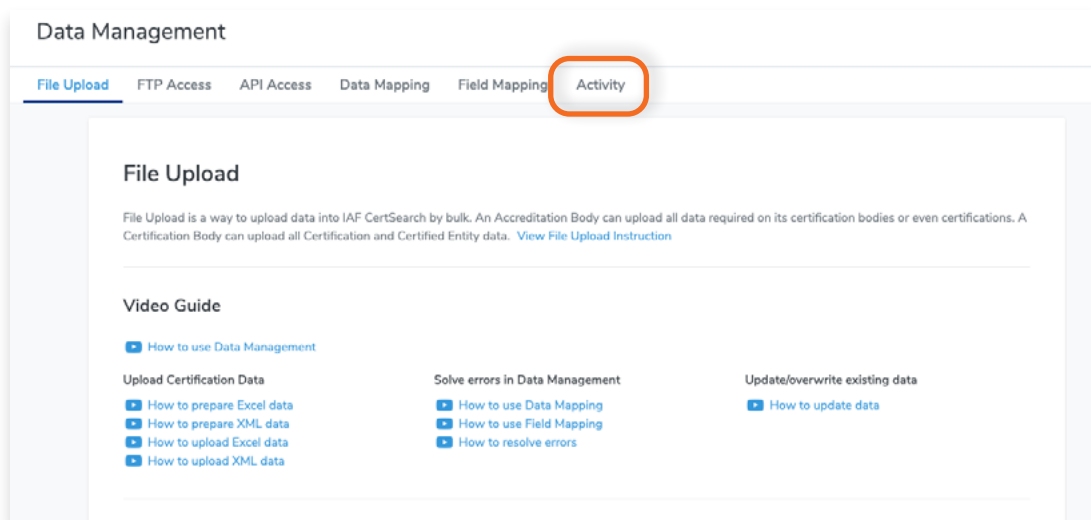 Data Management
File Upload FTP Access API Access Data Mapping Field Mapping Activity
File Upload
File Upload is a way to upload data into IAF CertSearch by bulk. An Accreditation Body can upload all data required on its certification bodies or even certifications. A
Certification Body can upload all Certification and Certified Entity data. View File Upload Instruction
Video Guide
How to use Data Management
Upload Certification Data
How to prepare Excel data
How to prepare XML data
How to upload Excel data
How to upload XML data
Solve errors in Data Management
How to use Data Mapping
How to use Field Mapping
How to resolve errors
Update/overwrite existing data
How to update data